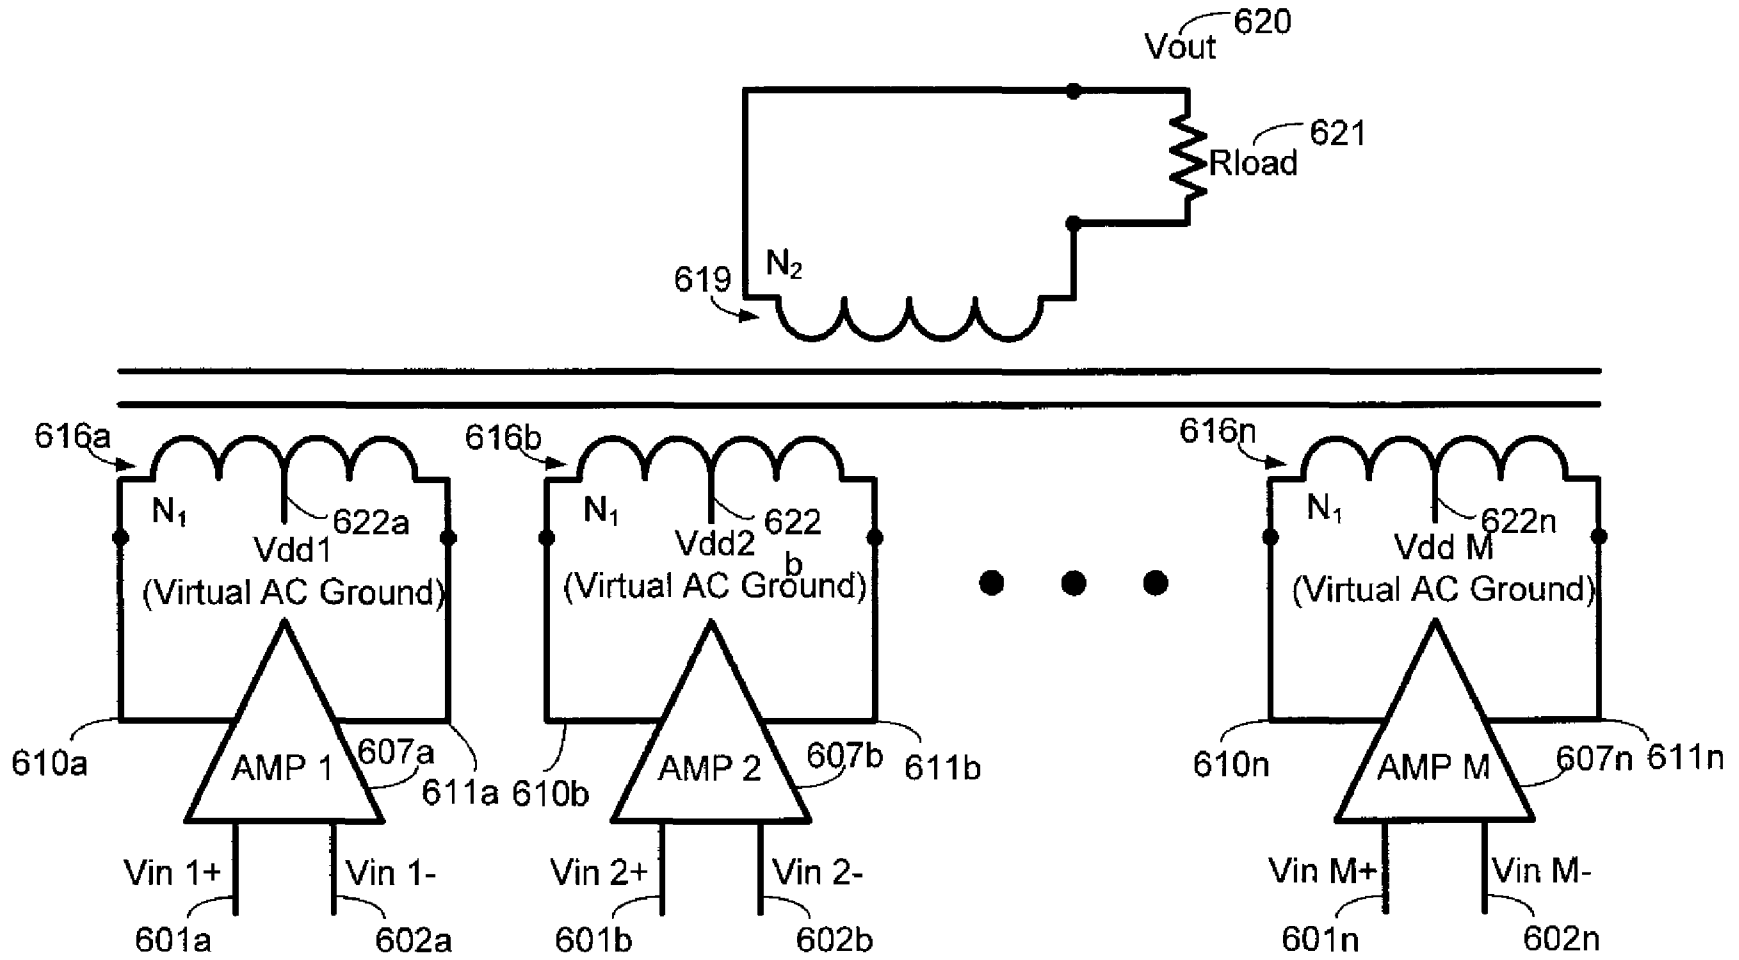 620
Vout
621
Rload
N2
619
616a
616b
616n
N1
622a
Vdd1
(Virtual AC Ground)
N1
622
b
Vdd2
(Virtual AC Ground)
N1
622n
Vdd M
(Virtual AC Ground)
610a
AMP 1
607a
611a
610b
AMP 2
607b
611b
610n
AMP M
607n
611n
Vin 1+
Vin 1-
Vin 2+
Vin 2-
Vin M+
Vin M-
601a
602a
601b
602b
601n
602n